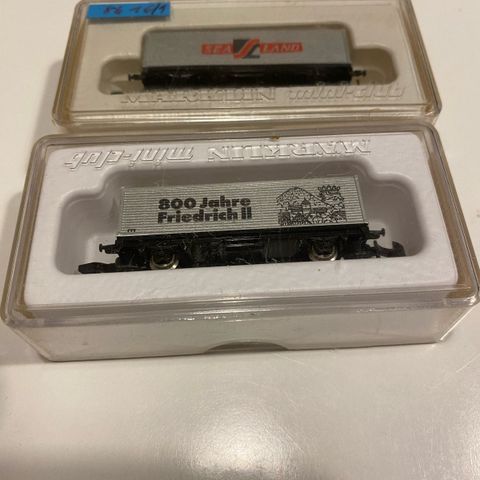 SEA LAND
MÄRKLIN mini-club
MÄRKLIN mini-club
800 Jahre
Friedrich II